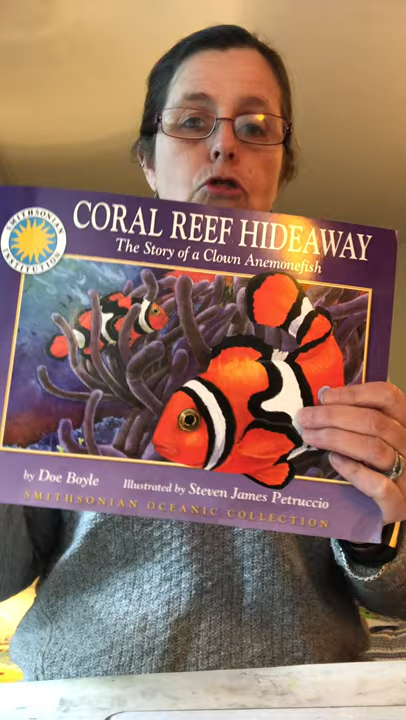 SMITHSONIAN INSTITUTION
CORAL REEF HIDEAWAY
The Story of a Clown Anemonefish
by Doe Boyle Illustrated by Steven James Petruccio
SMITHSONIAN OCEANIC COLLECTION